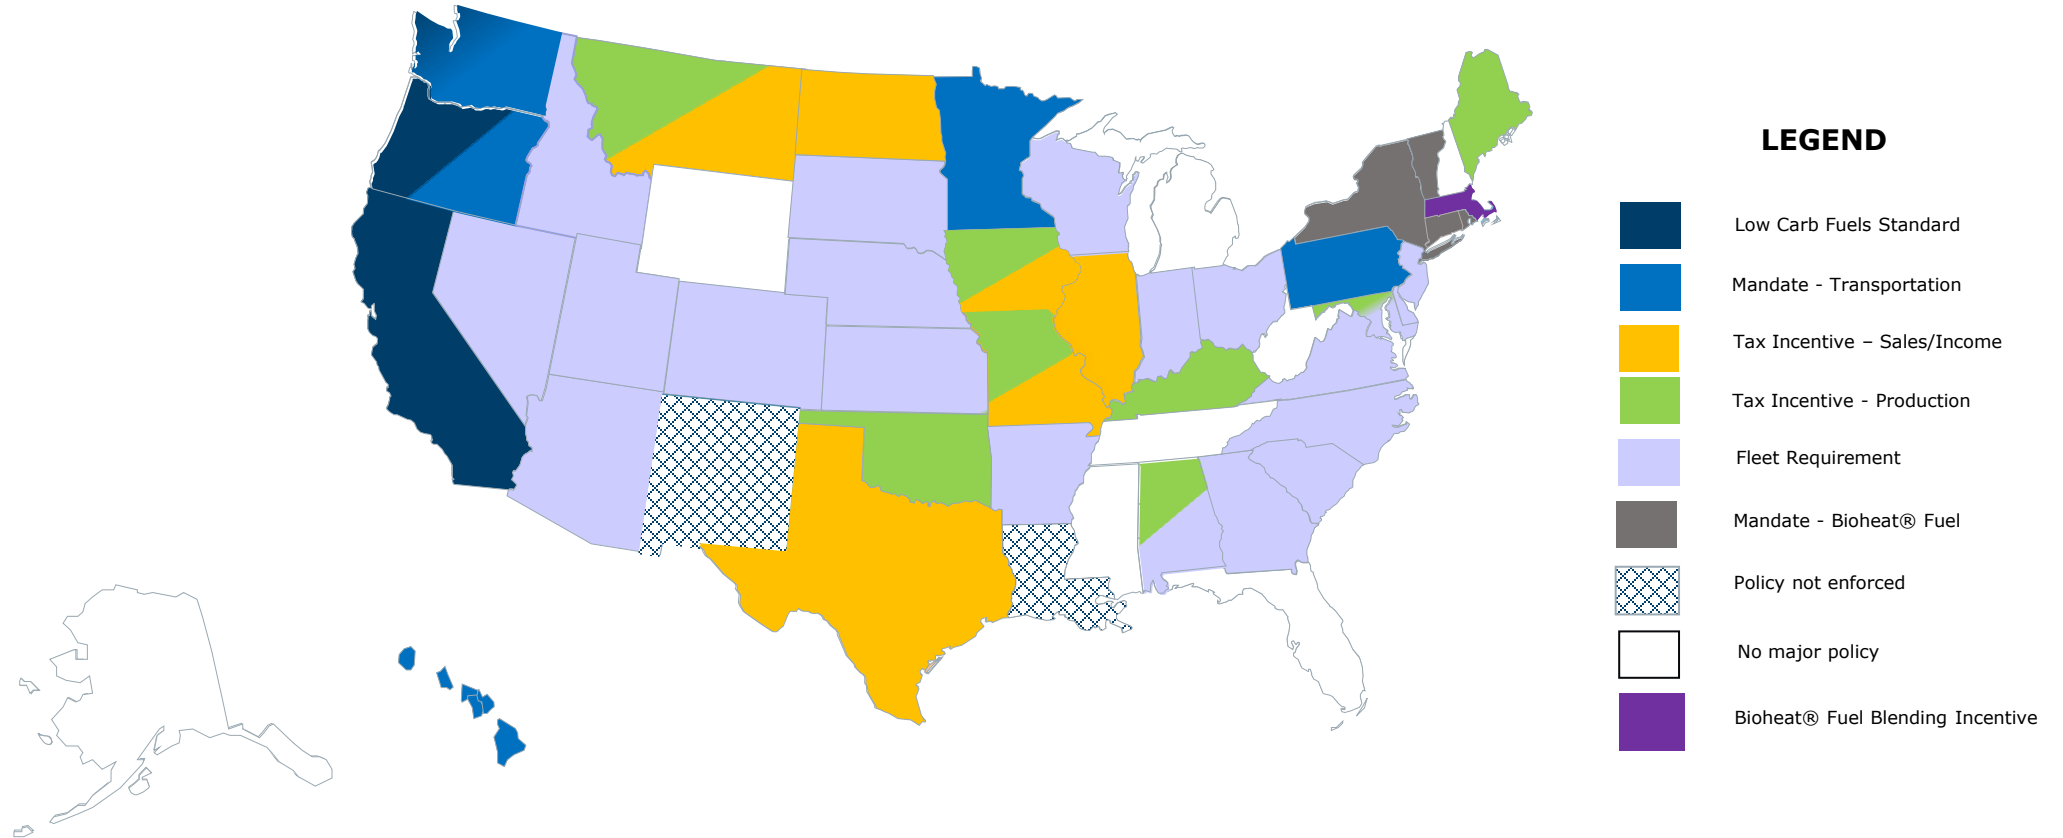 LEGEND
Low Carb Fuels Standard
Mandate - Transportation
Tax Incentive – Sales/Income
Tax Incentive - Production
Fleet Requirement
Mandate - Bioheat® Fuel
Policy not enforced
No major policy
Bioheat® Fuel Blending Incentive